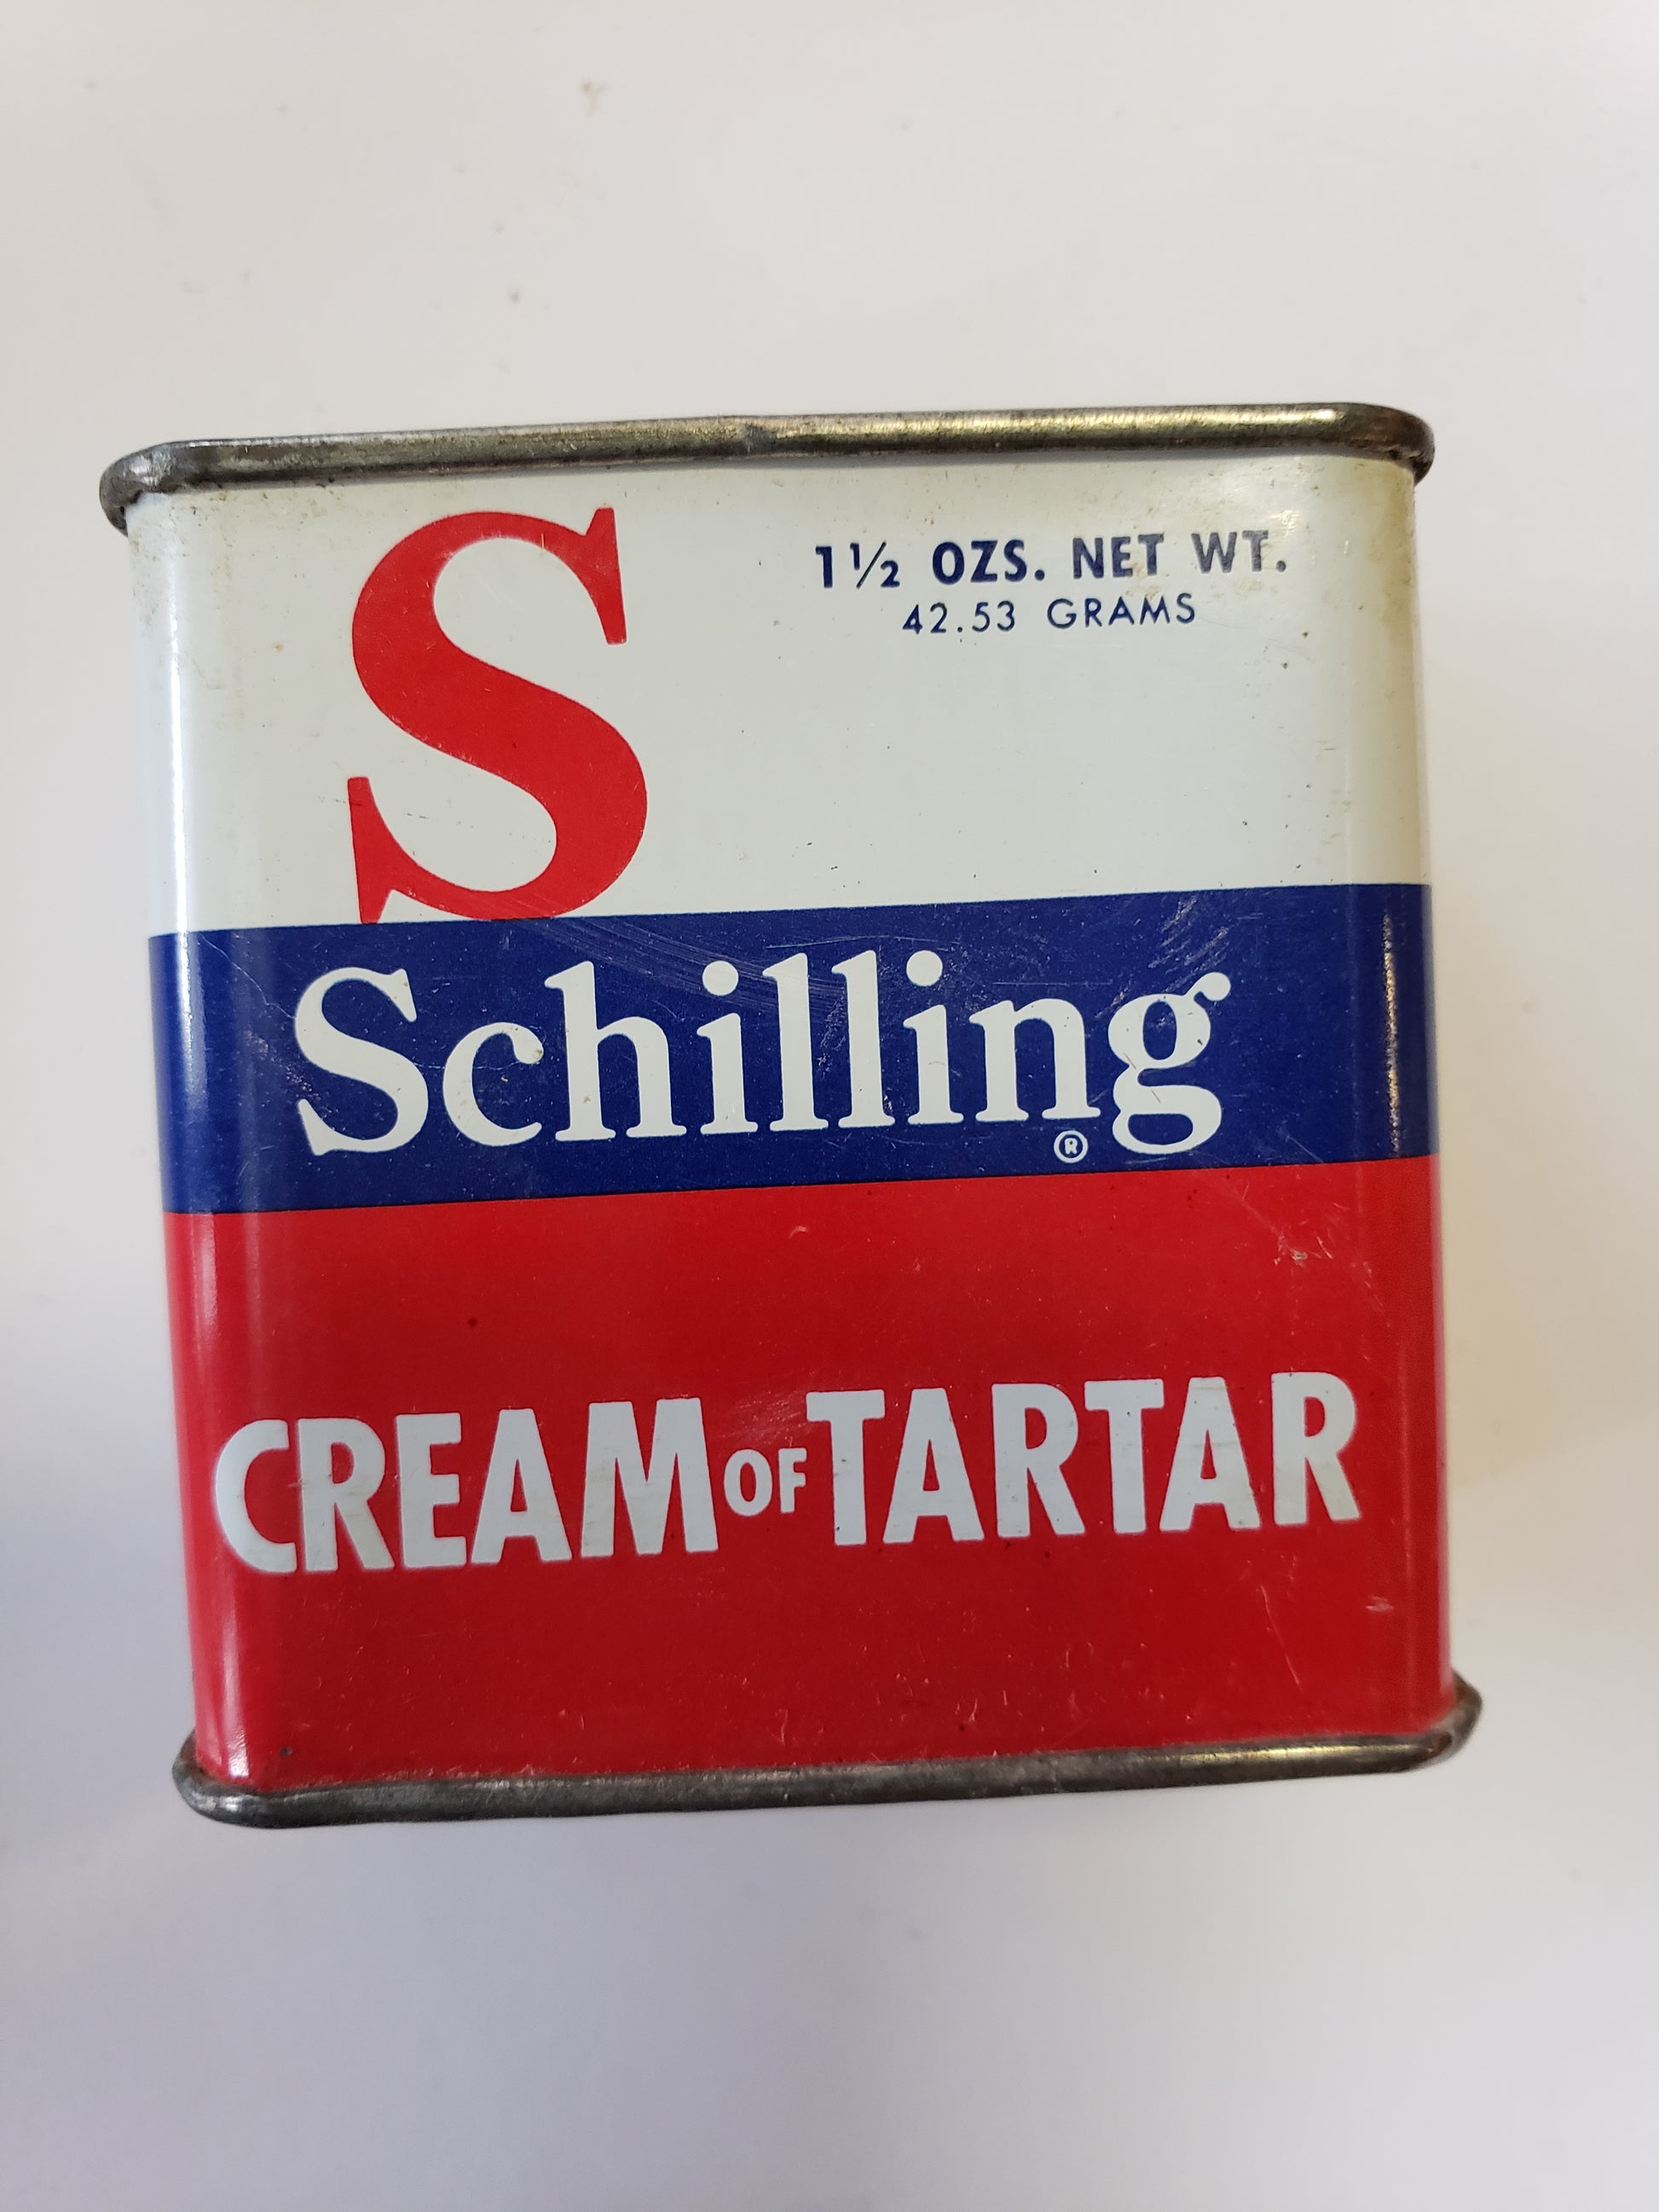 S
1½ OZS. NET WT.
42.53 GRAMS
Schilling®
CREAM OF TARTAR